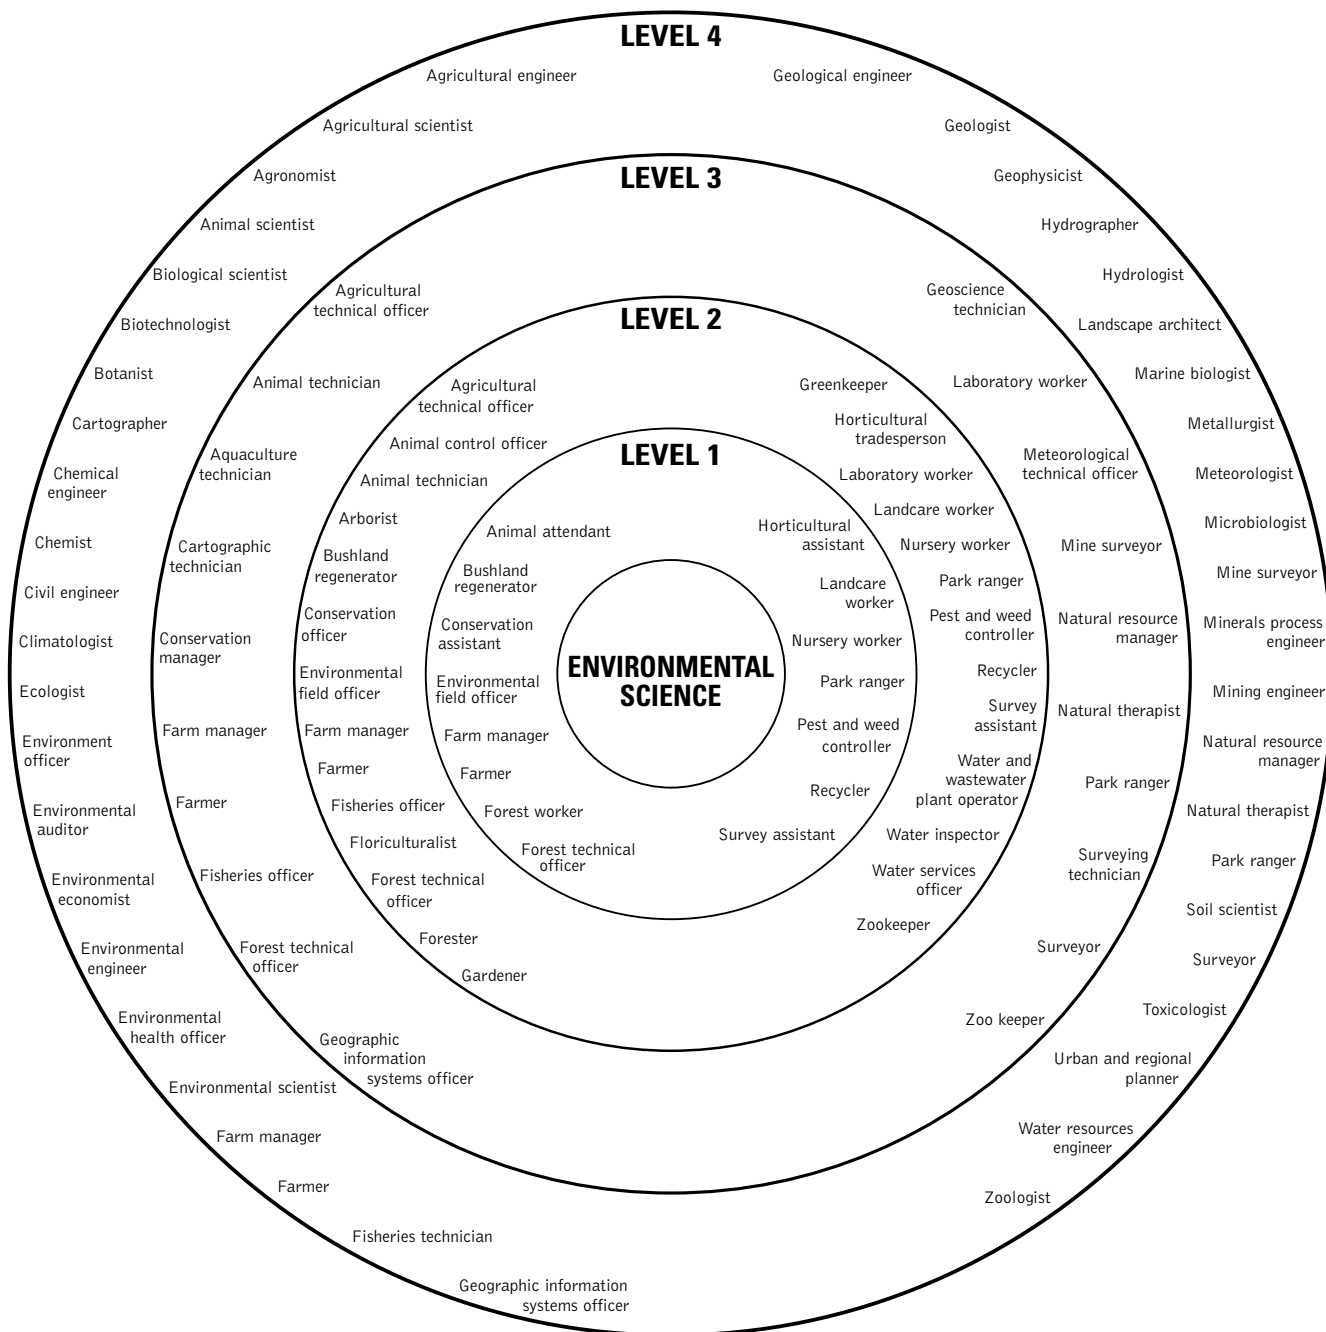 LEVEL 4
Agricultural engineer
Agricultural scientist
Agronomist
Animal scientist
Biological scientist
Biotechnologist
Botanist
Cartographer
Chemical
engineer
Chemist
Civil engineer
Climatologist
Ecologist
Environment
officer
Environmental
auditor
Environmental
economist
Environmental
engineer
Environmental
health officer
Environmental scientist
Farm manager
Farmer
Fisheries technician
Geographic information
systems officer
Geological engineer
Geologist
Geophysicist
Hydrographer
Hydrologist
Landscape architect
Marine biologist
Metallurgist
Meteorologist
Microbiologist
Mine surveyor
Minerals process
engineer
Mining engineer
Natural resource
manager
Natural therapist
Park ranger
Soil scientist
Surveyor
Toxicologist
Urban and regional
planner
Water resources
engineer
Zoologist
LEVEL 3
Agricultural
technical officer
Animal technician
Aquaculture
technician
Cartographic
technician
Conservation
manager
Farm manager
Farmer
Fisheries officer
Forest technical
officer
Geographic
information
systems officer
Geoscience
technician
Laboratory worker
Meteorological
technical officer
Mine surveyor
Natural resource
manager
Natural therapist
Park ranger
Surveying
technician
Surveyor
Zoo keeper
LEVEL 2
Agricultural
technical officer
Animal control officer
Animal technician
Arborist
Bushland
regenerator
Conservation
officer
Environmental
field officer
Farm manager
Farmer
Fisheries officer
Floriculturalist
Forest technical
officer
Forester
Gardener
Greenkeeper
Horticultural
tradesperson
Laboratory worker
Landcare worker
Nursery worker
Park ranger
Pest and weed
controller
Recycler
Survey
assistant
Water and
wastewater
plant operator
Water inspector
Water services
officer
Zookeeper
LEVEL 1
Animal attendant
Bushland
regenerator
Conservation
assistant
Environmental
field officer
Farm manager
Farmer
Forest worker
Forest technical
officer
Horticultural
assistant
Landcare
worker
Nursery worker
Park ranger
Pest and weed
controller
Recycler
Survey assistant
ENVIRONMENTAL
SCIENCE